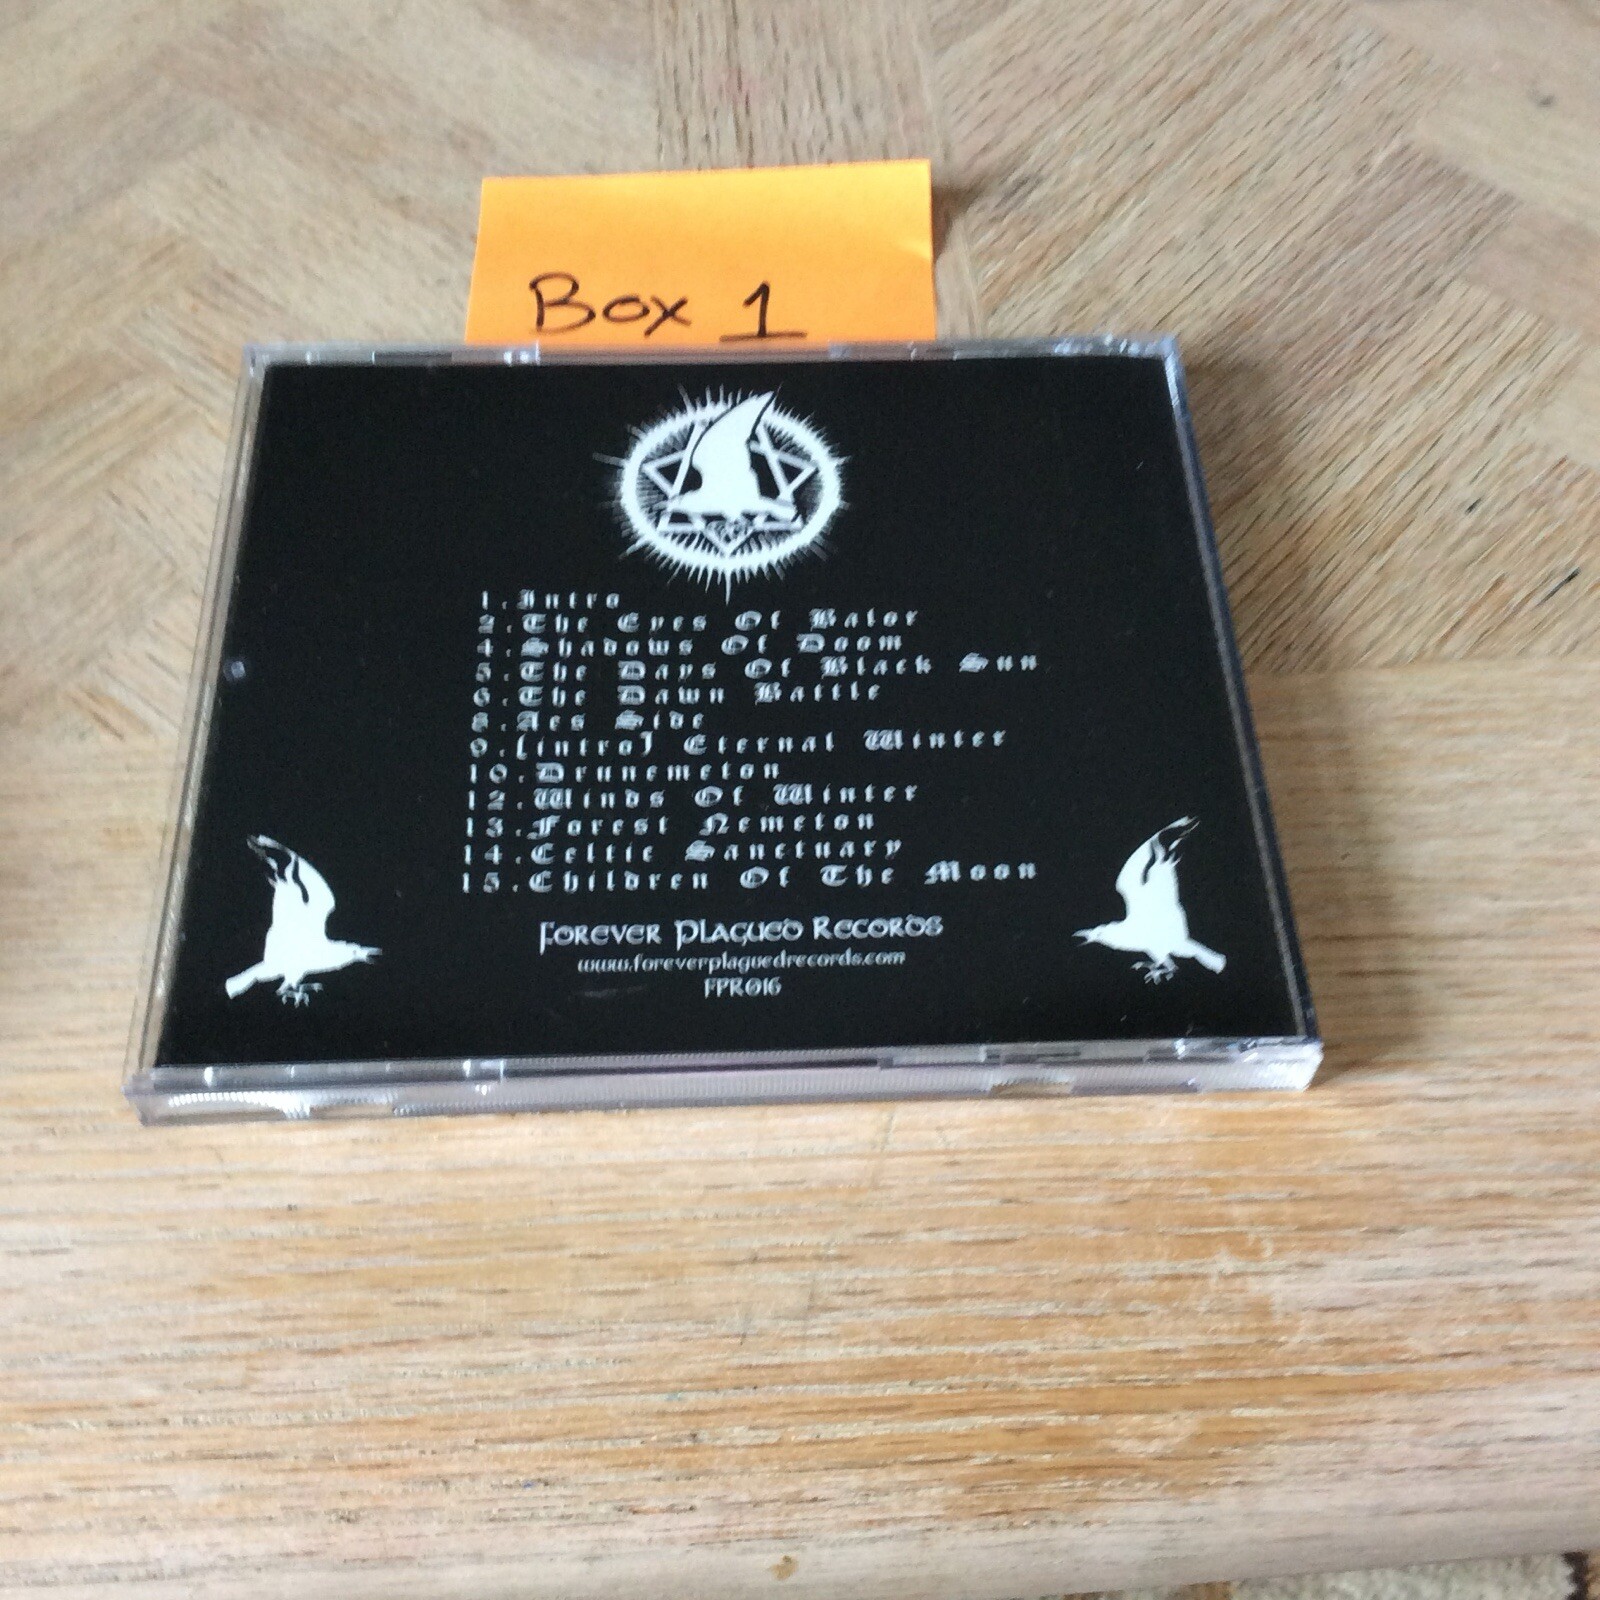 Box 1
1. Intro
2. The Eyes Of Balor
4. Shadows Of Doom
5. The Days Of Black Sun
6. The Dawn Battle
8. Aes Side
9. [intro] Eternal Winter
10. Drunemeton
12. Winds Of Winter
13. Forest Nemeton
14. Celtic Sanctuary
15. Children Of The Moon
Forever Plagued Records
www.foreverplaguedrecords.com
FPR016